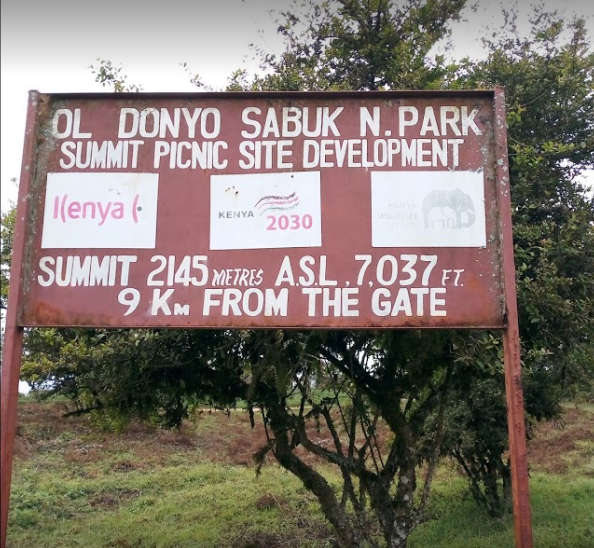 OL DONYO SABUK N. PARK
SUMMIT PICNIC SITE DEVELOPMENT
Kenya
KENYA
2030
SUMMIT 2145 METRES A.S.L, 7,037 FT.
9 KM FROM THE GATE